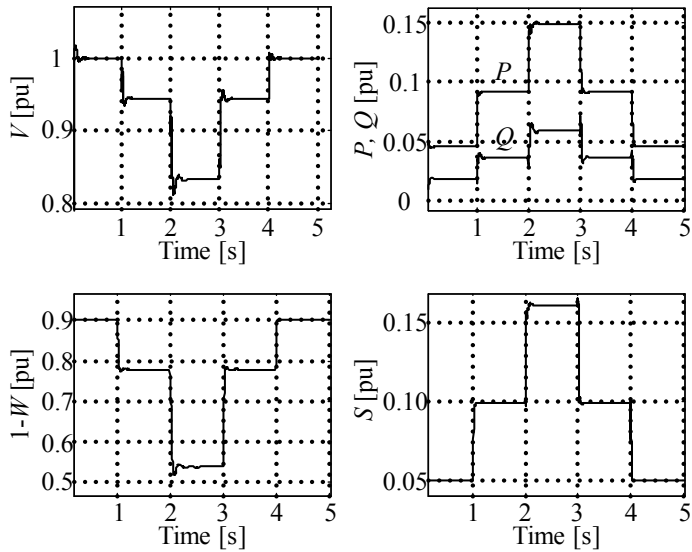 V [pu]
1
0.9
0.8
1 2 3 4 5
Time [s]
P, Q [pu]
0.15
0.1
0.05
0
P
Q
1 2 3 4 5
Time [s]
1-W [pu]
0.9
0.8
0.7
0.6
0.5
1 2 3 4 5
Time [s]
S [pu]
0.15
0.10
0.05
1 2 3 4 5
Time [s]